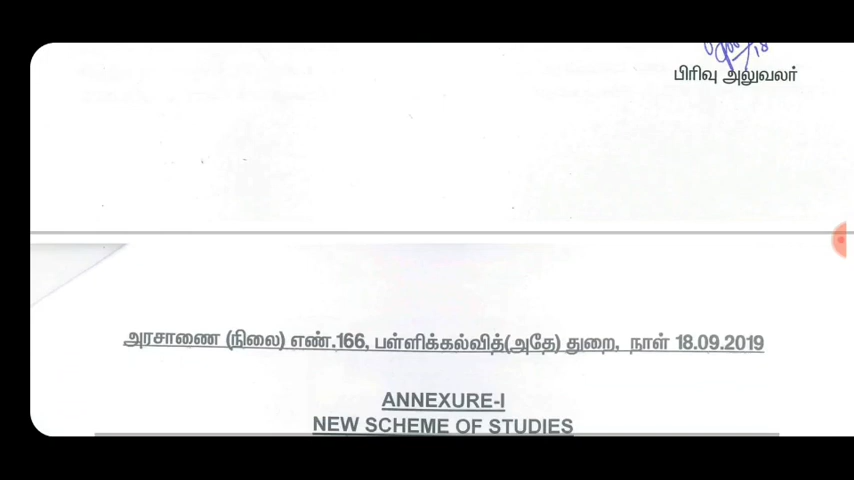 பிரிவு அலுவலர்
அரசாணை (நிலை) எண்.166, பள்ளிக்கல்வித்(அதே) துறை, நாள் 18.09.2019
ANNEXURE-I
NEW SCHEME OF STUDIES